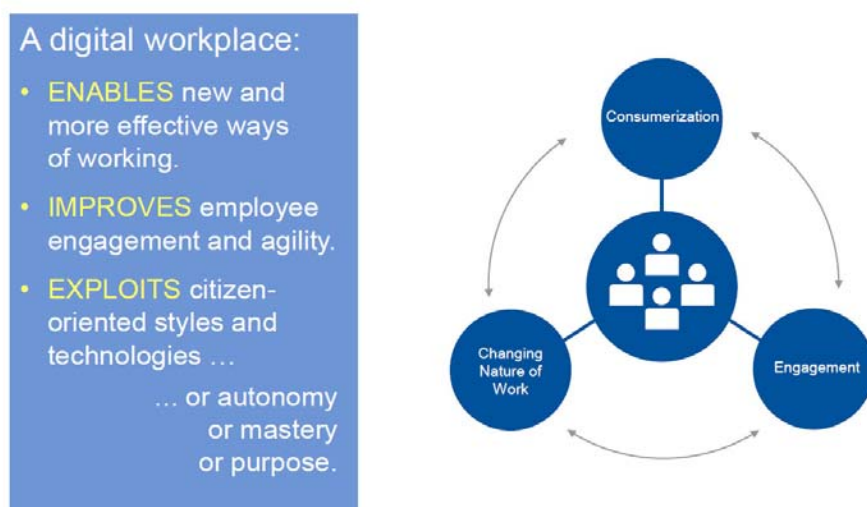 A digital workplace:
• ENABLES new and
more effective ways
of working.
• IMPROVES employee
engagement and agility.
• EXPLOITS citizen-
oriented styles and
technologies …
… or autonomy
or mastery
or purpose.
Consumerization
Changing
Nature of
Work
Engagement